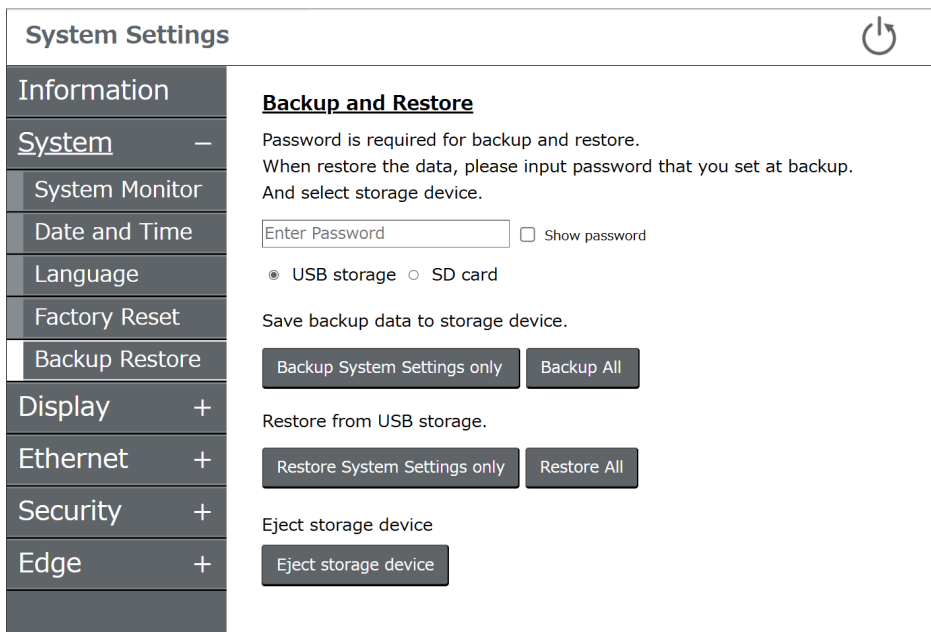 System Settings
Information
System −
System Monitor
Date and Time
Language
Factory Reset
Backup Restore
Display +
Ethernet +
Security +
Edge +
Backup and Restore
Password is required for backup and restore.
When restore the data, please input password that you set at backup.
And select storage device.
Enter Password Show password
USB storage SD card
Save backup data to storage device.
Backup System Settings only Backup All
Restore from USB storage.
Restore System Settings only Restore All
Eject storage device
Eject storage device